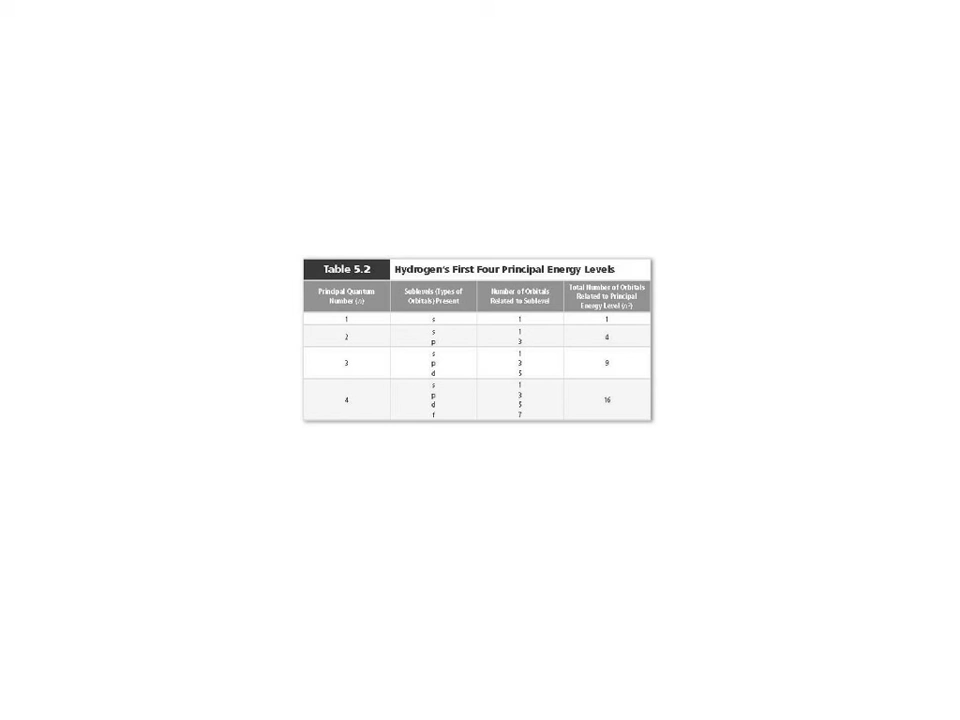 Table 5.2 Hydrogen's First Four Principal Energy Levels
Principal Quantum Number (n) Sublevels (Types of Orbitals) Present Number of Orbitals Related to Sublevel Total Number of Orbitals Related to Principal Energy Level (n²)
1 s 1 1
2 s 1 4
p 3
3 s 1 9
p 3
d 5
4 s 1 16
p 3
d 5
f 7